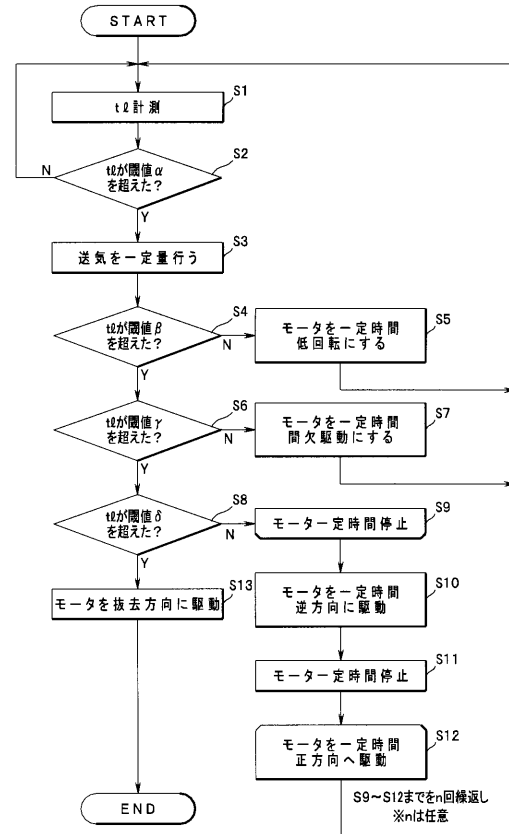 START
tℓ計測
S1
tℓが閾値α
を超えた?
S2
N
Y
送気を一定量行う
S3
tℓが閾値β
を超えた?
S4
N
Y
モータを一定時間
低回転にする
S5
tℓが閾値γ
を超えた?
S6
N
Y
モータを一定時間
間欠駆動にする
S7
tℓが閾値δ
を超えた?
S8
N
Y
モーター定時間停止
S9
モータを抜去方向に駆動
S13
モータを一定時間
逆方向に駆動
S10
モーター定時間停止
S11
モータを一定時間
正方向へ駆動
S12
S9~S12までをn回繰返し
※nは任意
END